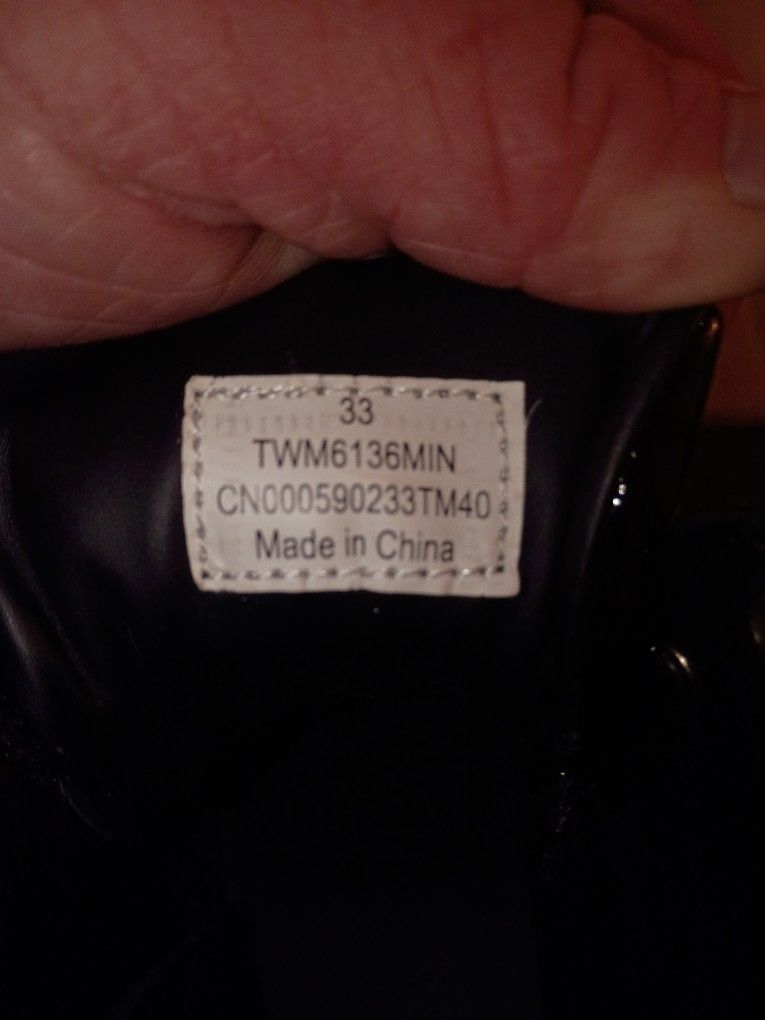 33
TWM6136MIN
CN000590233TM40
Made in China